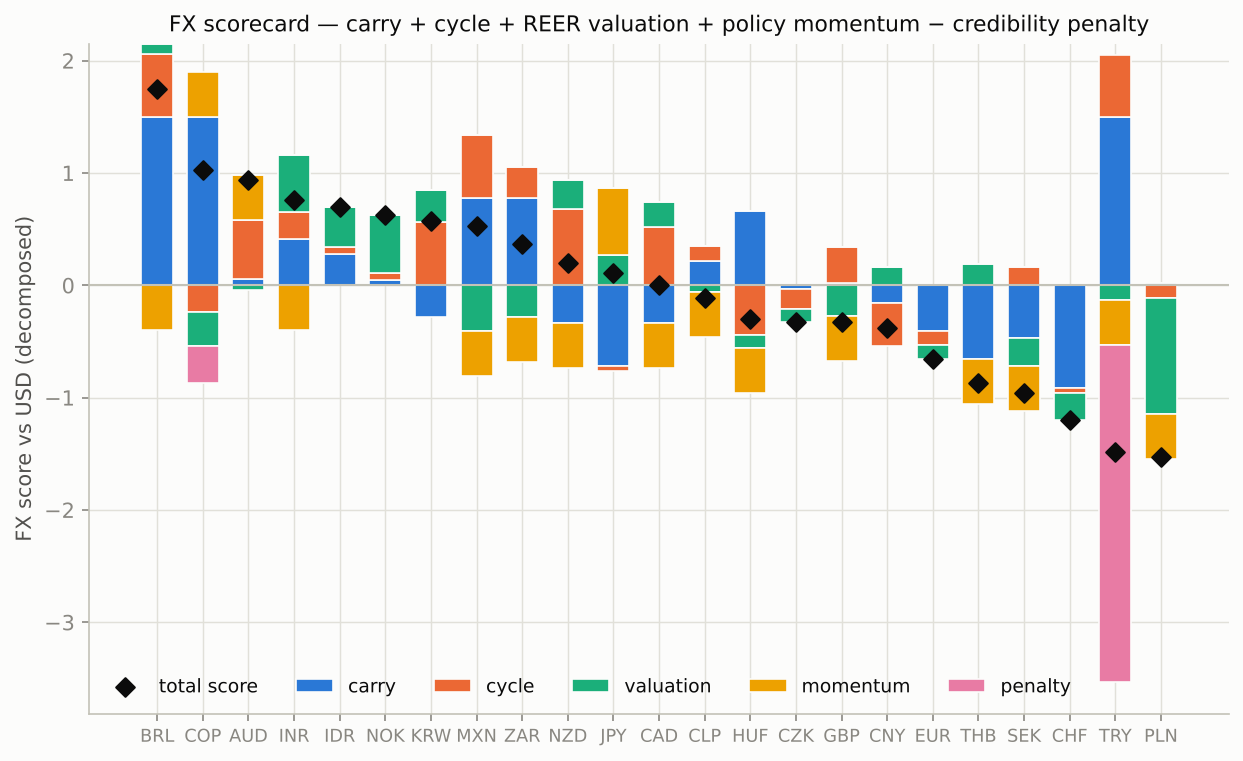 FX scorecard — carry + cycle + REER valuation + policy momentum − credibility penalty
FX score vs USD (decomposed)
2
1
0
−1
−2
−3
total score
carry
cycle
valuation
momentum
penalty
BRL COP AUD INR IDR NOK KRW MXN ZAR NZD JPY CAD CLP HUF CZK GBP CNY EUR THB SEK CHF TRY PLN